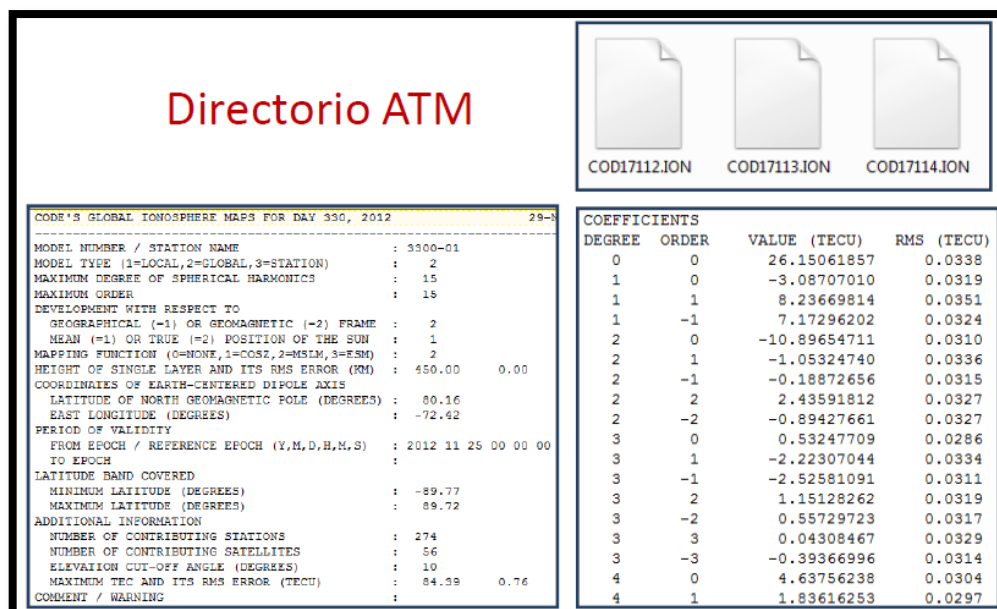 Directorio ATM
COD17112.ION
COD17113.ION
COD17114.ION
CODE'S GLOBAL IONOSPHERE MAPS FOR DAY 330, 2012 29-N
MODEL NUMBER / STATION NAME : 3300-01
MODEL TYPE (1=LOCAL,2=GLOBAL,3=STATION) : 2
MAXIMUM DEGREE OF SPHERICAL HARMONICS : 15
MAXIMUM ORDER : 15
DEVELOPMENT WITH RESPECT TO
GEOGRAPHICAL (=1) OR GEOMAGNETIC (=2) FRAME : 2
MEAN (=1) OR TRUE (=2) POSITION OF THE SUN : 1
MAPPING FUNCTION (0=NONE,1=COSZ,2=MSLM,3=ESM) : 2
HEIGHT OF SINGLE LAYER AND ITS RMS ERROR (KM) : 450.00 0.00
COORDINATES OF EARTH-CENTERED DIPOLE AXIS
LATITUDE OF NORTH GEOMAGNETIC POLE (DEGREES) : 80.16
EAST LONGITUDE (DEGREES) : -72.42
PERIOD OF VALIDITY
FROM EPOCH / REFERENCE EPOCH (Y,M,D,H,M,S) : 2012 11 25 00 00 00
TO EPOCH :
LATITUDE BAND COVERED
MINIMUM LATITUDE (DEGREES) : -89.77
MAXIMUM LATITUDE (DEGREES) : 89.72
ADDITIONAL INFORMATION
NUMBER OF CONTRIBUTING STATIONS : 274
NUMBER OF CONTRIBUTING SATELLITES : 56
ELEVATION CUT-OFF ANGLE (DEGREES) : 10
MAXIMUM TEC AND ITS RMS ERROR (TECU) : 84.39 0.76
COMMENT / WARNING :
COEFFICIENTS
DEGREE ORDER VALUE (TECU) RMS (TECU)
0 0 26.15061857 0.0338
1 0 -3.08707010 0.0319
1 1 8.23669814 0.0351
1 -1 7.17296202 0.0324
2 0 -10.89654711 0.0310
2 1 -1.05324740 0.0336
2 -1 -0.18872656 0.0315
2 2 2.43591812 0.0327
2 -2 -0.89427661 0.0327
3 0 0.53247709 0.0286
3 1 -2.22307044 0.0334
3 -1 -2.52581091 0.0311
3 2 1.15128262 0.0319
3 -2 0.55729723 0.0317
3 3 0.04308467 0.0329
3 -3 -0.39366996 0.0314
4 0 4.63756238 0.0304
4 1 1.83616253 0.0297